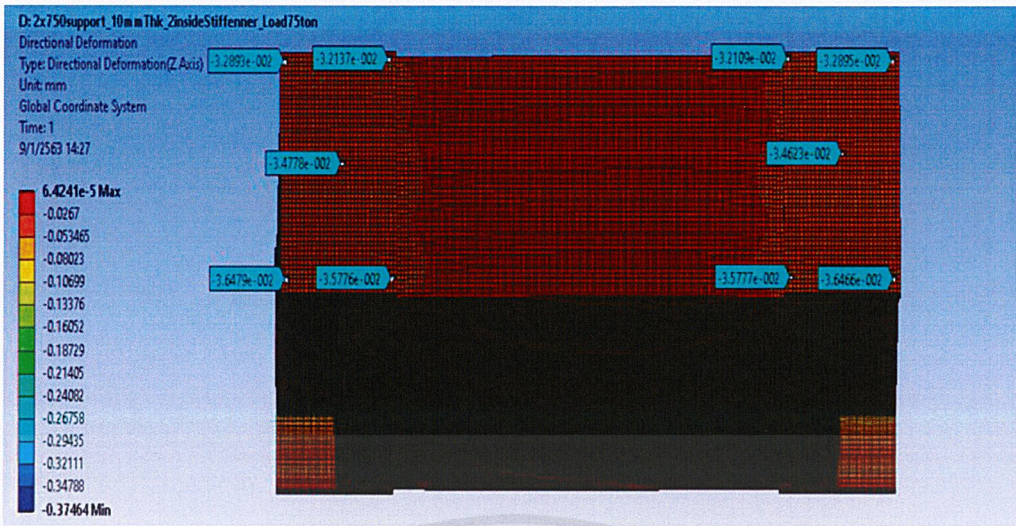 D: 2x750support_10mmThk_2insideStiffenner_Load75ton
Directional Deformation
Type: Directional Deformation(Z Axis)
Unit: mm
Global Coordinate System
Time: 1
9/1/2563 14:27
6.4241e-5 Max
-0.0267
-0.053465
-0.08023
-0.10699
-0.13376
-0.16052
-0.18729
-0.21405
-0.24082
-0.26758
-0.29435
-0.32111
-0.34788
-0.37464 Min
-3.2893e-002
-3.2137e-002
-3.2109e-002
-3.2895e-002
-3.4778e-002
-3.4623e-002
-3.6479e-002
-3.5776e-002
-3.5777e-002
-3.6466e-002